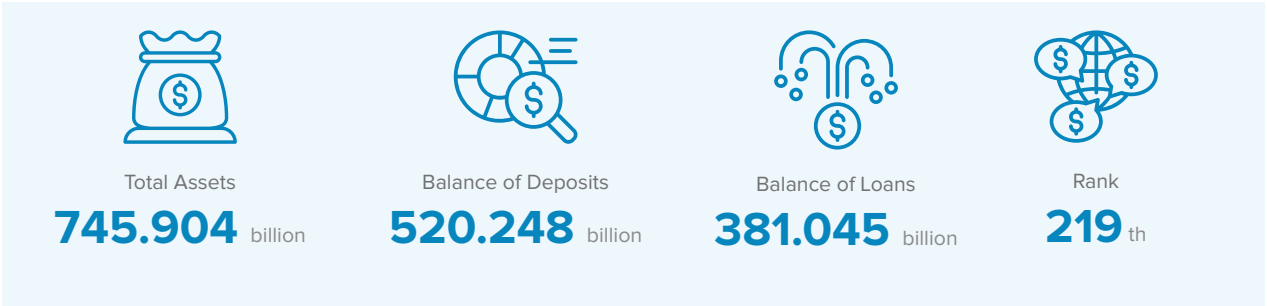 $
$
$
$
$
$
Total Assets
745.904 billion
Balance of Deposits
520.248 billion
Balance of Loans
381.045 billion
Rank
219 th